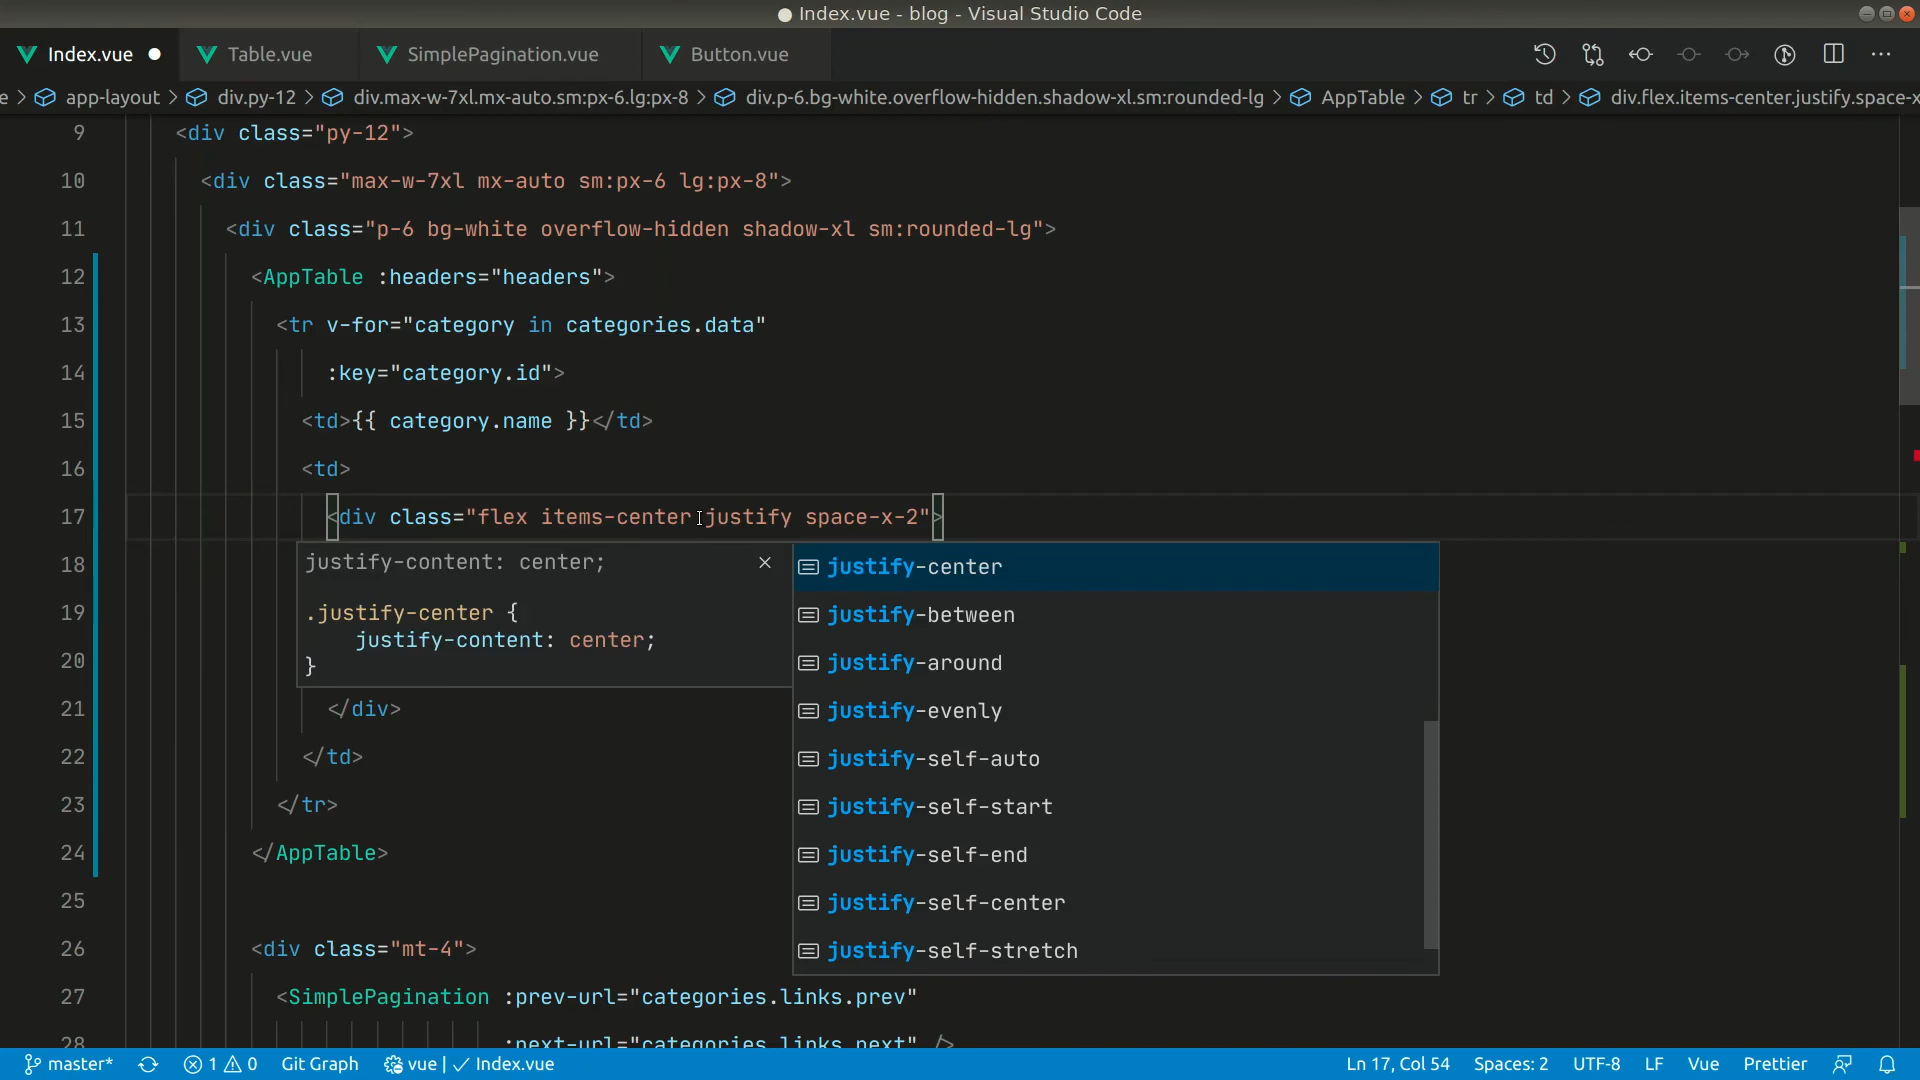 ● Index.vue - blog - Visual Studio Code
Index.vue ● Table.vue SimplePagination.vue Button.vue
e > app-layout > div.py-12 > div.max-w-7xl.mx-auto.sm:px-6.lg:px-8 > div.p-6.bg-white.overflow-hidden.shadow-xl.sm:rounded-lg > AppTable > tr > td > div.flex.items-center.justify.space-x
9 <div class="py-12">
10 <div class="max-w-7xl mx-auto sm:px-6 lg:px-8">
11 <div class="p-6 bg-white overflow-hidden shadow-xl sm:rounded-lg">
12 <AppTable :headers="headers">
13 <tr v-for="category in categories.data"
14 :key="category.id">
15 <td>{{ category.name }}</td>
16 <td>
17 <div class="flex items-center justify space-x-2">
18
19
20
21 </div>
22 </td>
23 </tr>
24 </AppTable>
25
26 <div class="mt-4">
27 <SimplePagination :prev-url="categories.links.prev"
28 :next-url="categories.links.next" />
justify-content: center;
.justify-center {
justify-content: center;
}
justify-center
justify-between
justify-around
justify-evenly
justify-self-auto
justify-self-start
justify-self-end
justify-self-center
justify-self-stretch
master* 1 0 Git Graph vue | ✓ Index.vue Ln 17, Col 54 Spaces: 2 UTF-8 LF Vue Prettier